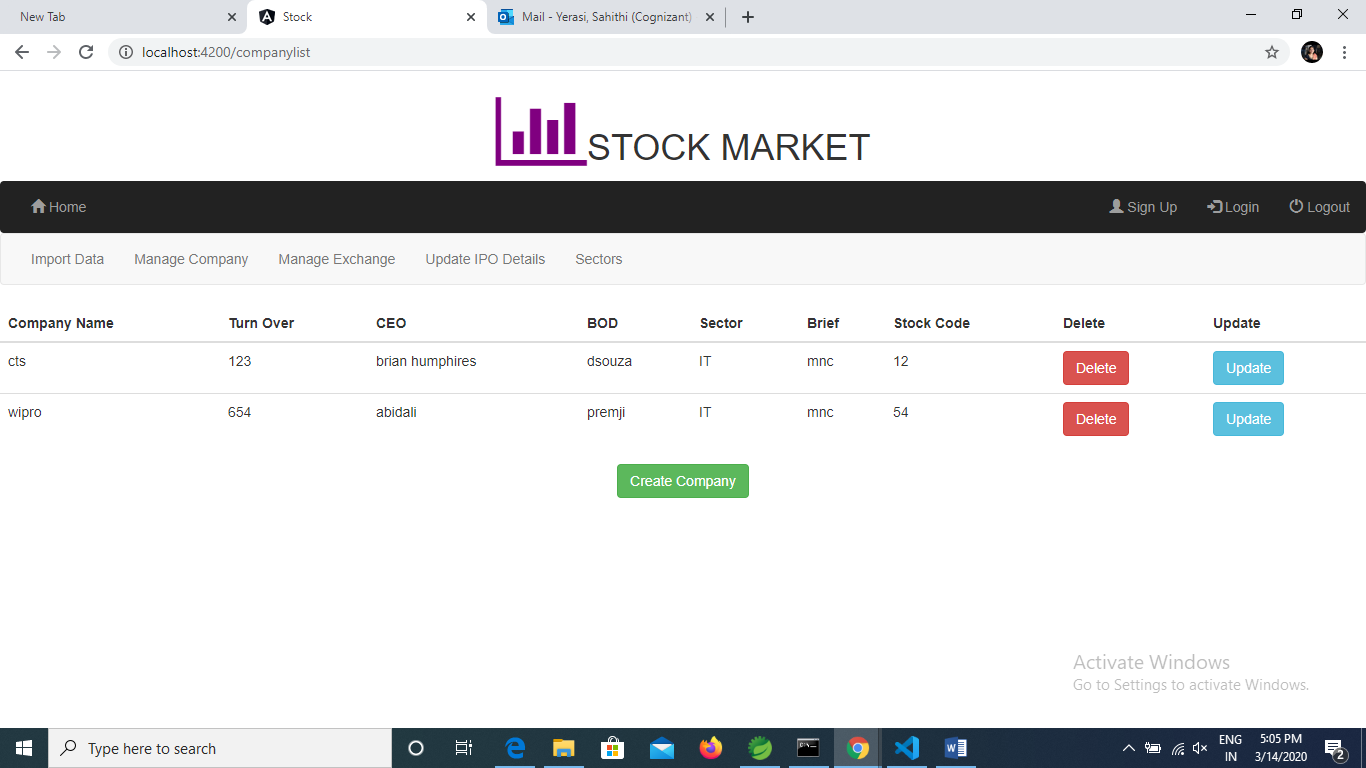 New Tab
Stock
Mail - Yerasi, Sahithi (Cognizant)
localhost:4200/companylist
STOCK MARKET
Home Sign Up Login Logout
Import Data Manage Company Manage Exchange Update IPO Details Sectors
Company Name Turn Over CEO BOD Sector Brief Stock Code Delete Update
cts 123 brian humphires dsouza IT mnc 12 Delete Update
wipro 654 abidali premji IT mnc 54 Delete Update
Create Company
Activate Windows
Go to Settings to activate Windows.
Type here to search
ENG
IN
5:05 PM
3/14/2020
2